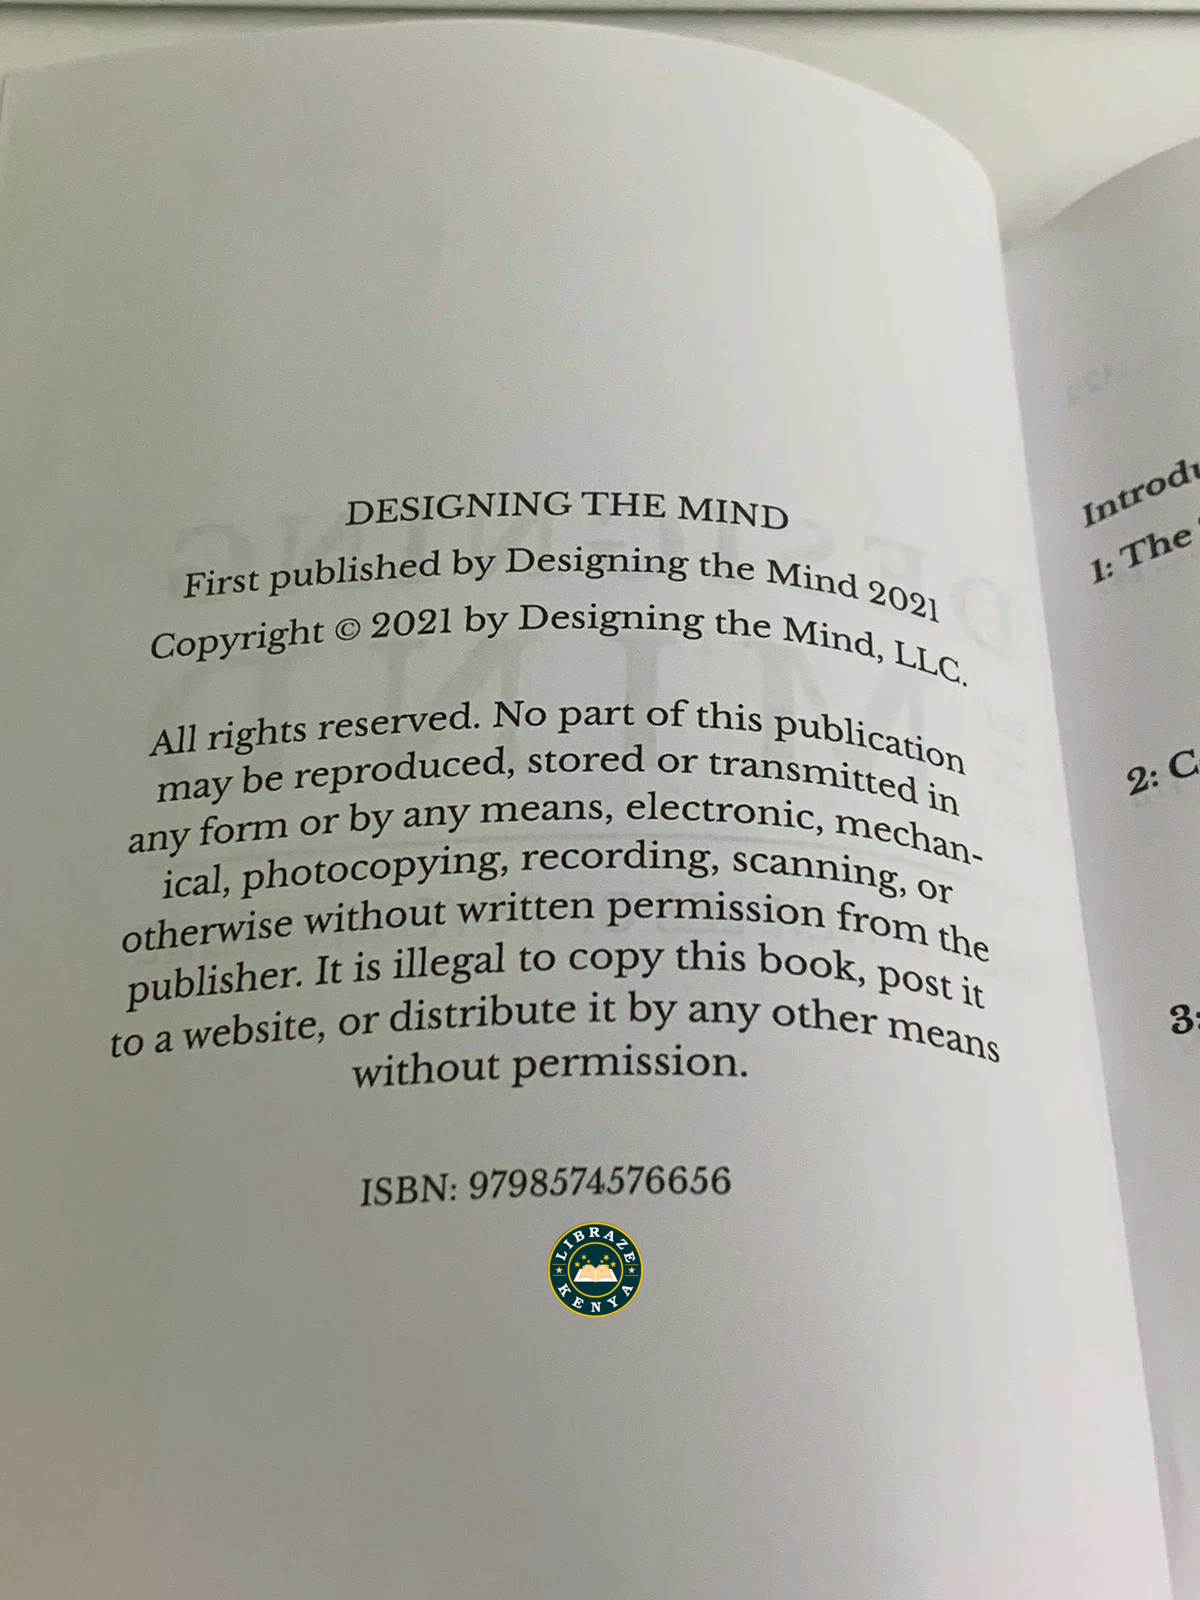 DESIGNING THE MIND
First published by Designing the Mind 2021
Copyright © 2021 by Designing the Mind, LLC.
All rights reserved. No part of this publication
may be reproduced, stored or transmitted in
any form or by any means, electronic, mechan-
ical, photocopying, recording, scanning, or
otherwise without written permission from the
publisher. It is illegal to copy this book, post it
to a website, or distribute it by any other means
without permission.
ISBN: 9798574576656
LIBRAZE
KENYA
1: The
2:
3: